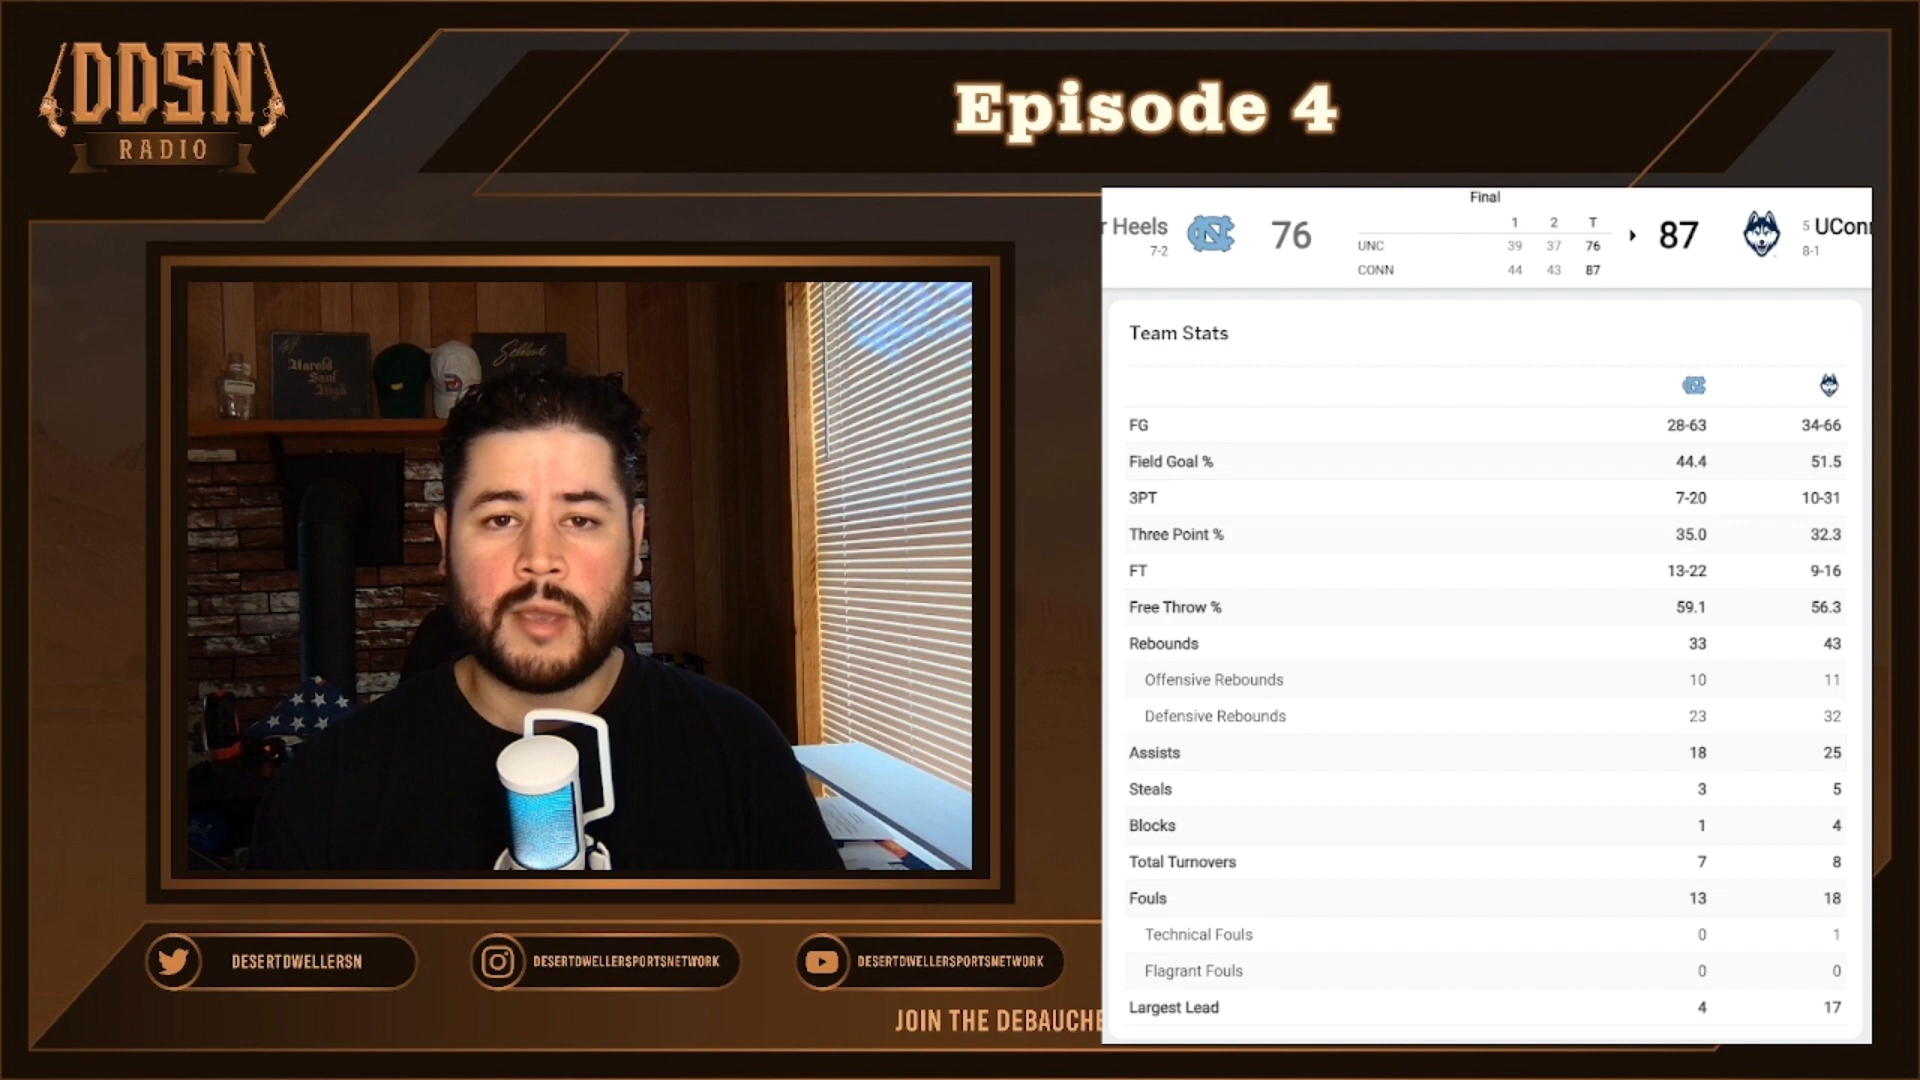 DDSN
RADIO
Episode 4
Final
r Heels 76 1 2 T 87 5 UConn
7-2 UNC 39 37 76 8-1
CONN 44 43 87
Team Stats
FG 28-63 34-66
Field Goal % 44.4 51.5
3PT 7-20 10-31
Three Point % 35.0 32.3
FT 13-22 9-16
Free Throw % 59.1 56.3
Rebounds 33 43
Offensive Rebounds 10 11
Defensive Rebounds 23 32
Assists 18 25
Steals 3 5
Blocks 1 4
Total Turnovers 7 8
Fouls 13 18
Technical Fouls 0 1
Flagrant Fouls 0 0
Largest Lead 4 17
Harold
Saul
High
DESERTDWELLERSN
DESERTDWELLERSPORTSNETWORK
DESERTDWELLERSPORTSNETWORK
JOIN THE DEBAUCHE